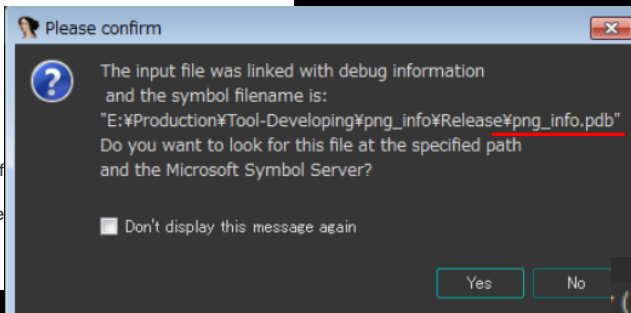 Please confirm
The input file was linked with debug information
and the symbol filename is:
"E:¥Production¥Tool-Developing¥png_info¥Release¥png_info.pdb"
Do you want to look for this file at the specified path
and the Microsoft Symbol Server?
Don't display this message again
Yes
No